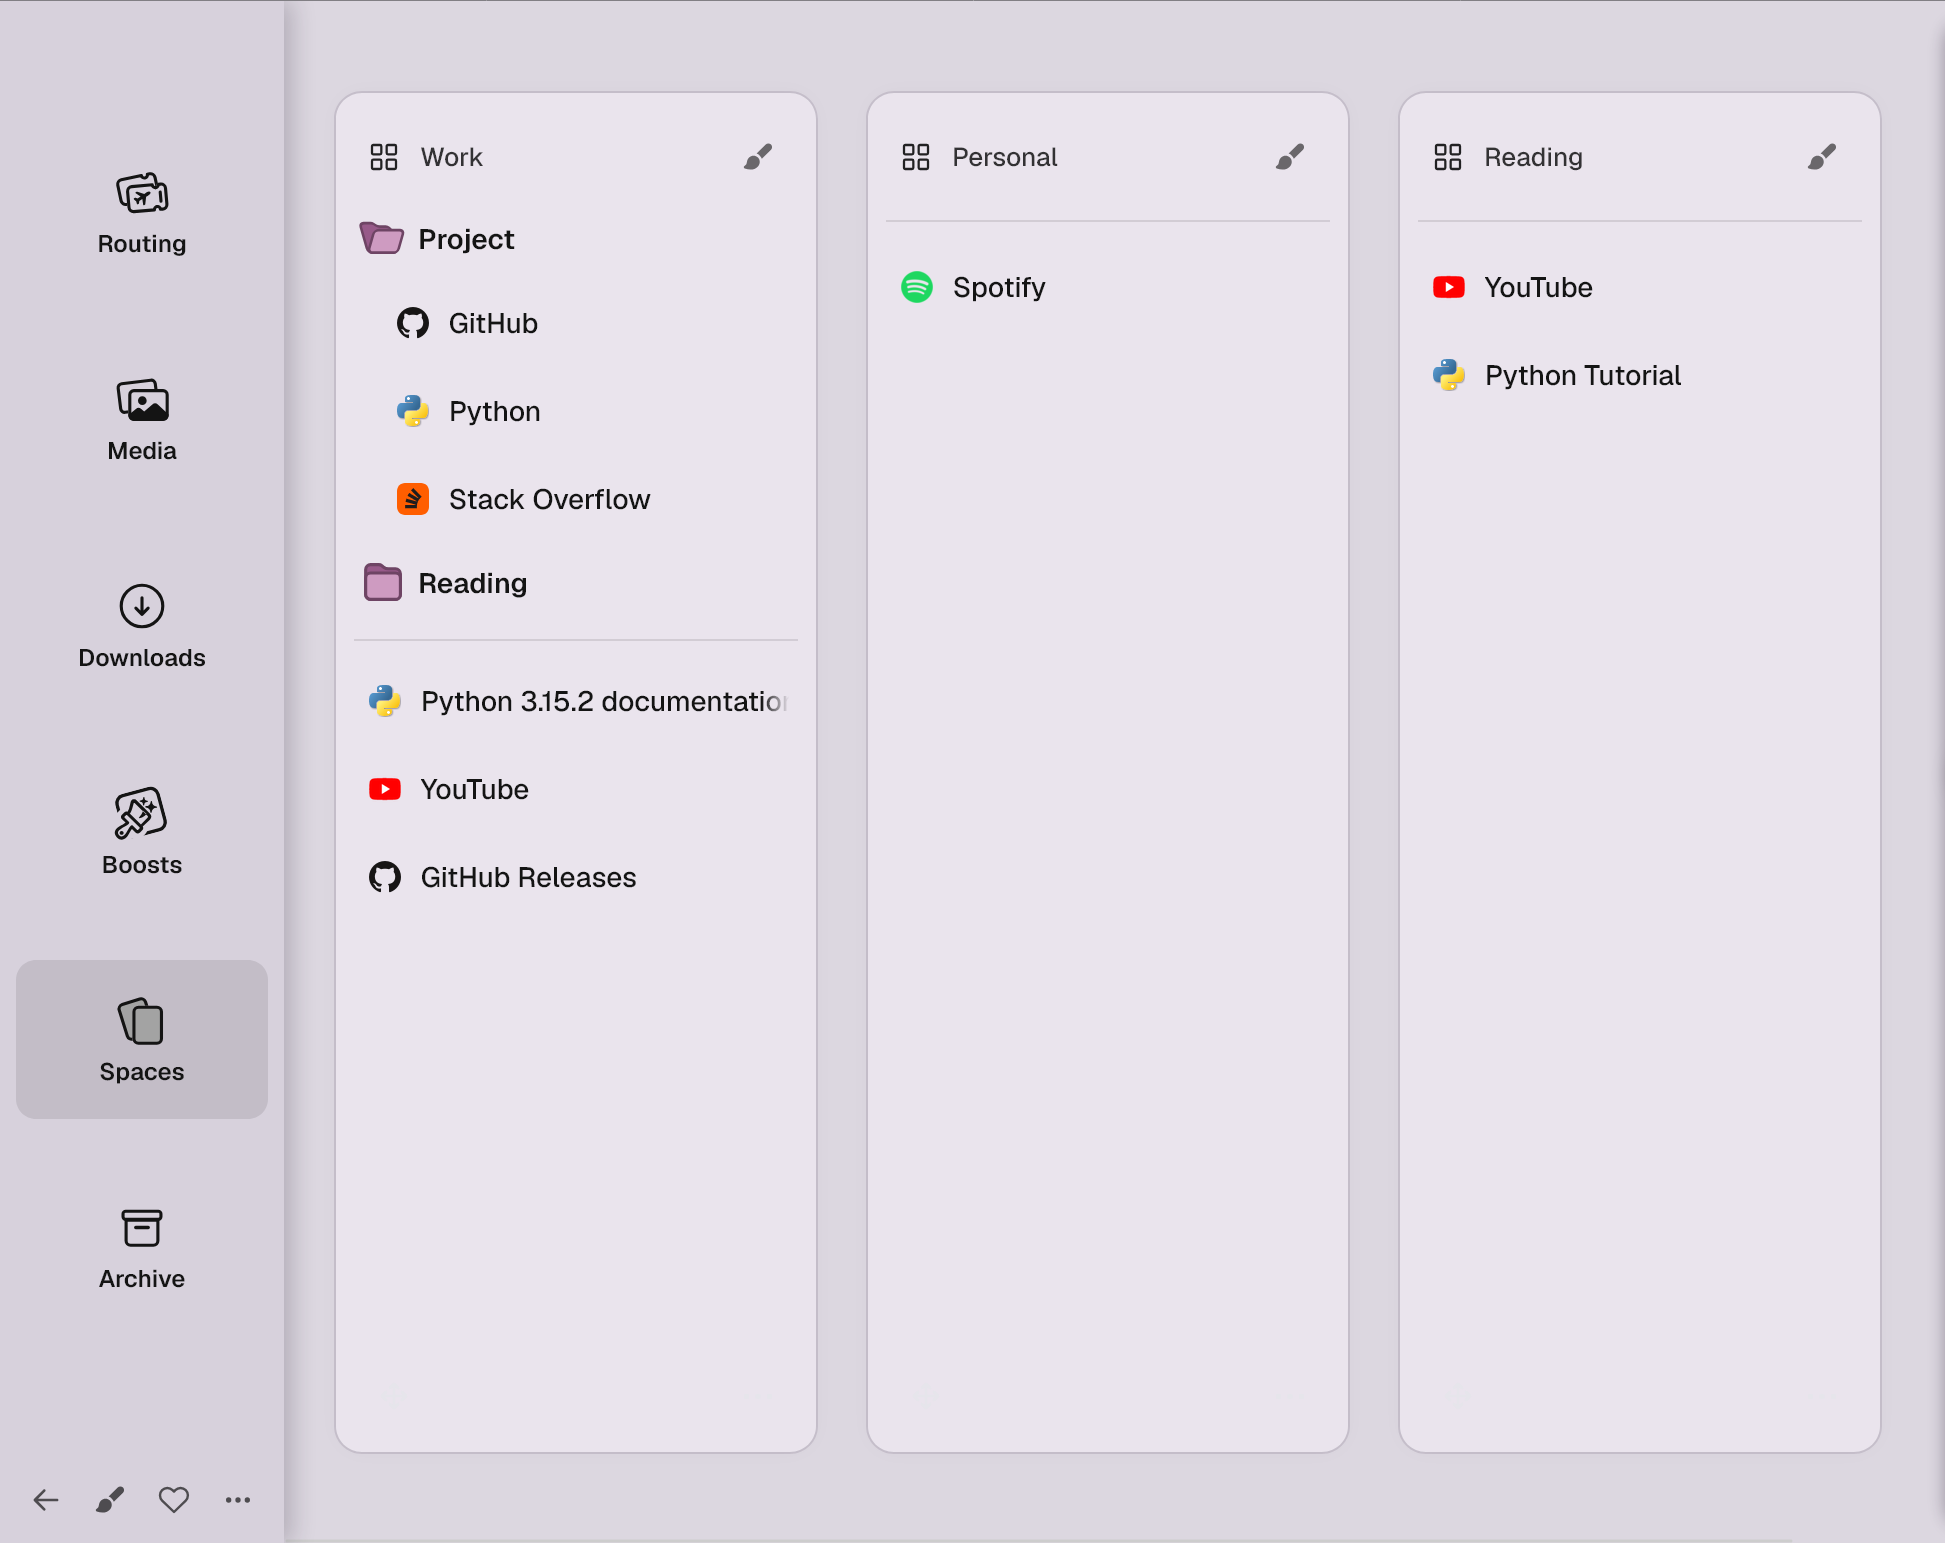 Routing
Media
Downloads
Boosts
Spaces
Archive
Work
Project
GitHub
Python
Stack Overflow
Reading
Python 3.15.2 documentation
YouTube
GitHub Releases
Personal
Spotify
Reading
YouTube
Python Tutorial